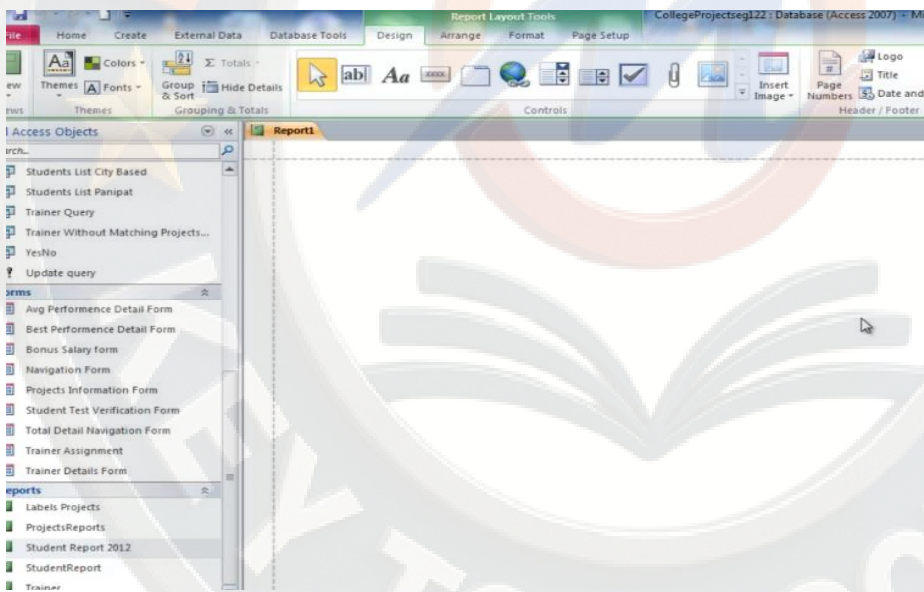 Report Layout Tools
CollegeProjectseg122 : Database (Access 2007) - Mi
File Home Create External Data Database Tools Design Arrange Format Page Setup
Aa
Colors
Themes
A Fonts
Themes
Group & Sort
Σ Totals
Hide Details
Grouping & Totals
ab| Aa xxxx
Controls
Insert Image
Page Numbers
Logo
Title
Date and
Header / Footer
Access Objects
Report1
Students List City Based
Students List Panipat
Trainer Query
Trainer Without Matching Projects...
YesNo
Update query
Avg Performence Detail Form
Best Performence Detail Form
Bonus Salary form
Navigation Form
Projects Information Form
Student Test Verification Form
Total Detail Navigation Form
Trainer Assignment
Trainer Details Form
Labels Projects
ProjectsReports
Student Report 2012
StudentReport
Trainer